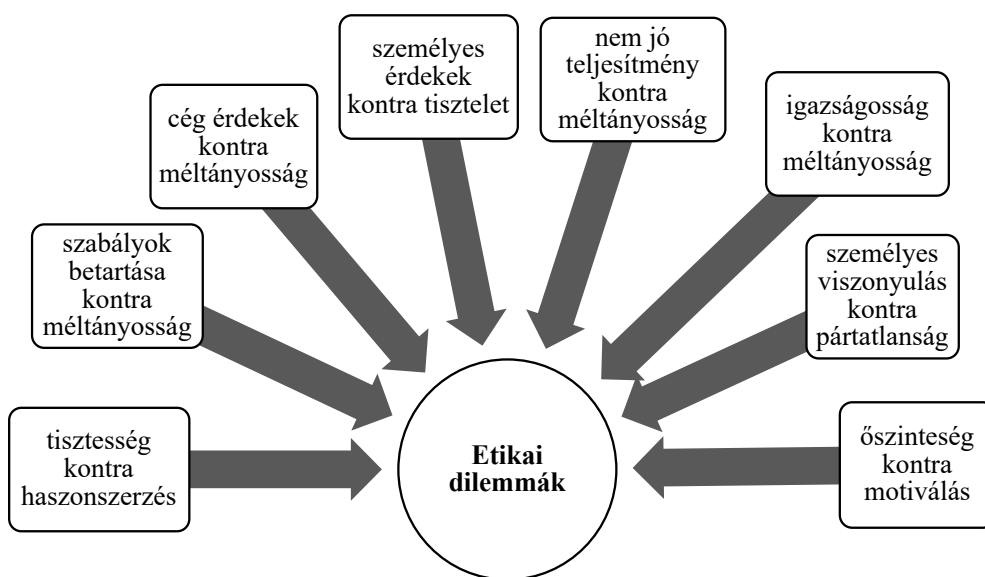 személyes
érdekek
kontra tisztelet
nem jó
teljesítmény
kontra
méltányosság
cég érdekek
kontra
méltányosság
igazságosság
kontra
méltányosság
szabályok
betartása
kontra
méltányosság
személyes
viszonyulás
kontra
pártatlanság
tisztesség
kontra
haszonszerzés
Etikai
dilemmák
őszinteség
kontra
motiválás